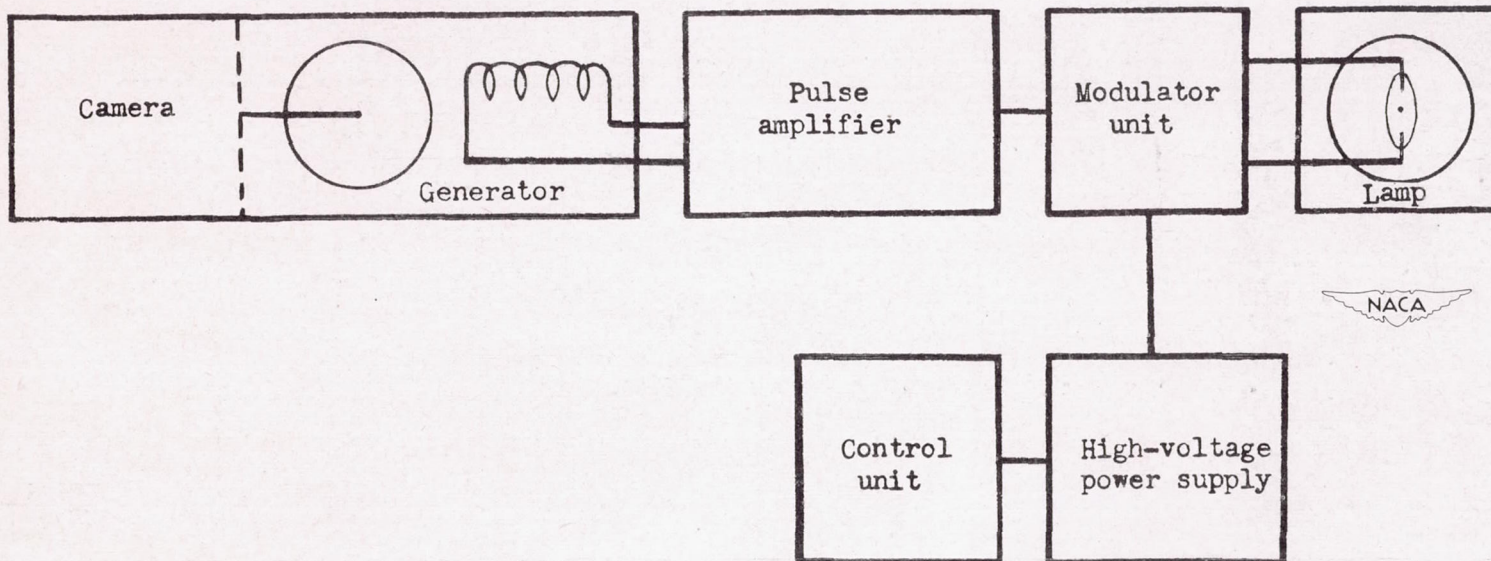 Camera
Generator
Pulse
amplifier
Modulator
unit
Lamp
NACA
Control
unit
High-voltage
power supply